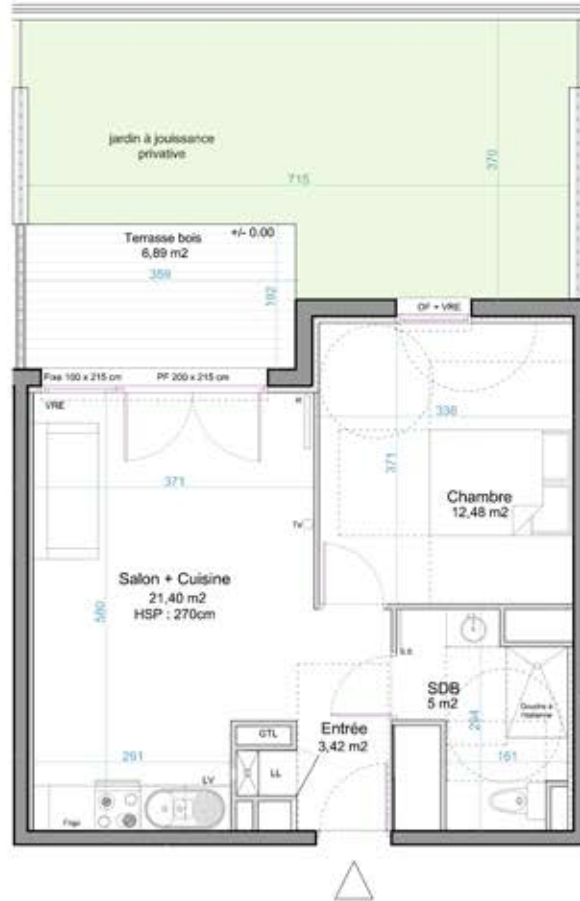 jardin à jouissance
privative
370
715
Terrasse bois
6,89 m2
+/- 0.00
192
OF + VRE
Fixe 100 x 215 cm
PF 200 x 215 cm
VRE
371
336
371
Chambre
12,48 m2
TV
Salon + Cuisine
21,40 m2
HSP : 270cm
580
SDB
5 m2
Douche à
l'italienne
294
161
Entrée
3,42 m2
GTL
LL
261
LV
Frigo